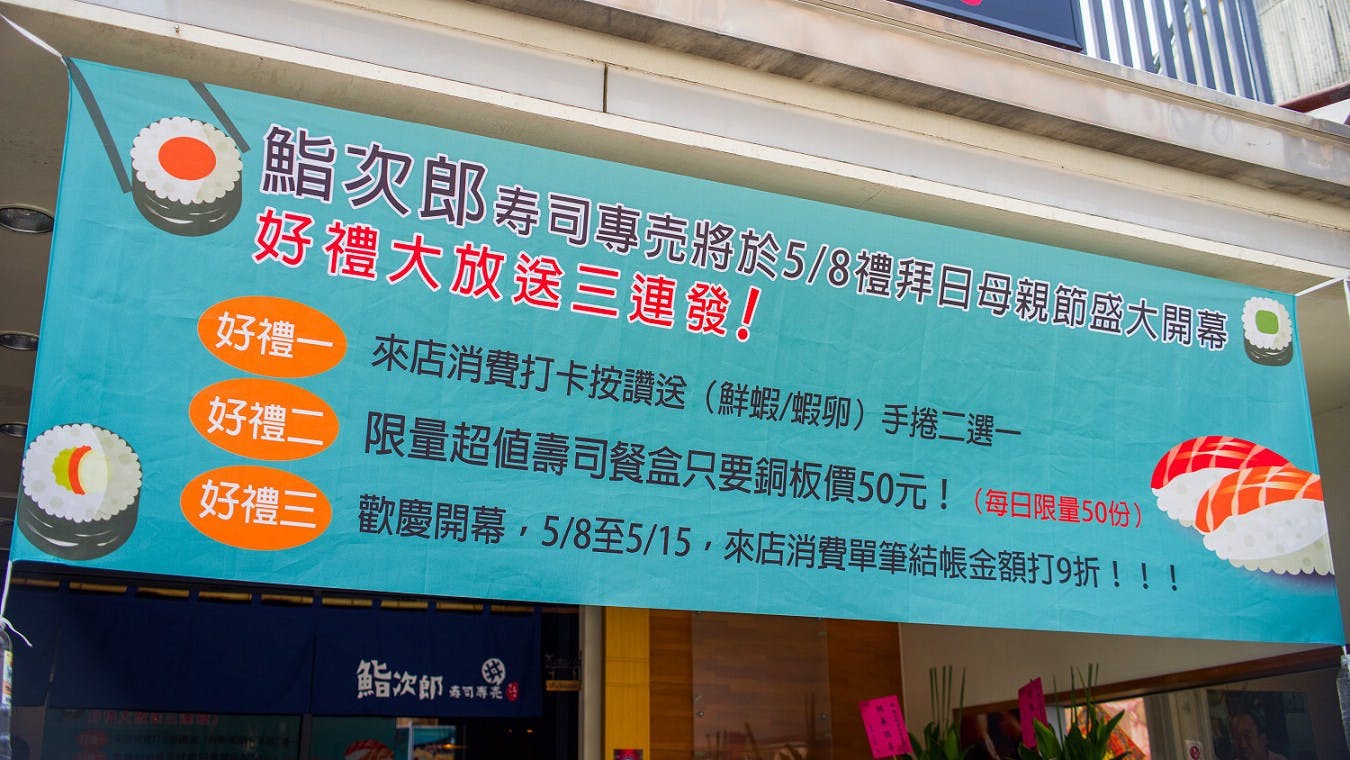 鮨次郎寿司專売將於5/8禮拜日母親節盛大開幕
好禮大放送三連發！
好禮一 來店消費打卡按讚送（鮮蝦/蝦卵）手捲二選一
好禮二 限量超值壽司餐盒只要銅板價50元！（每日限量50份）
好禮三 歡慶開幕，5/8至5/15，來店消費單筆結帳金額打9折！！！
鮨次郎 寿司専売